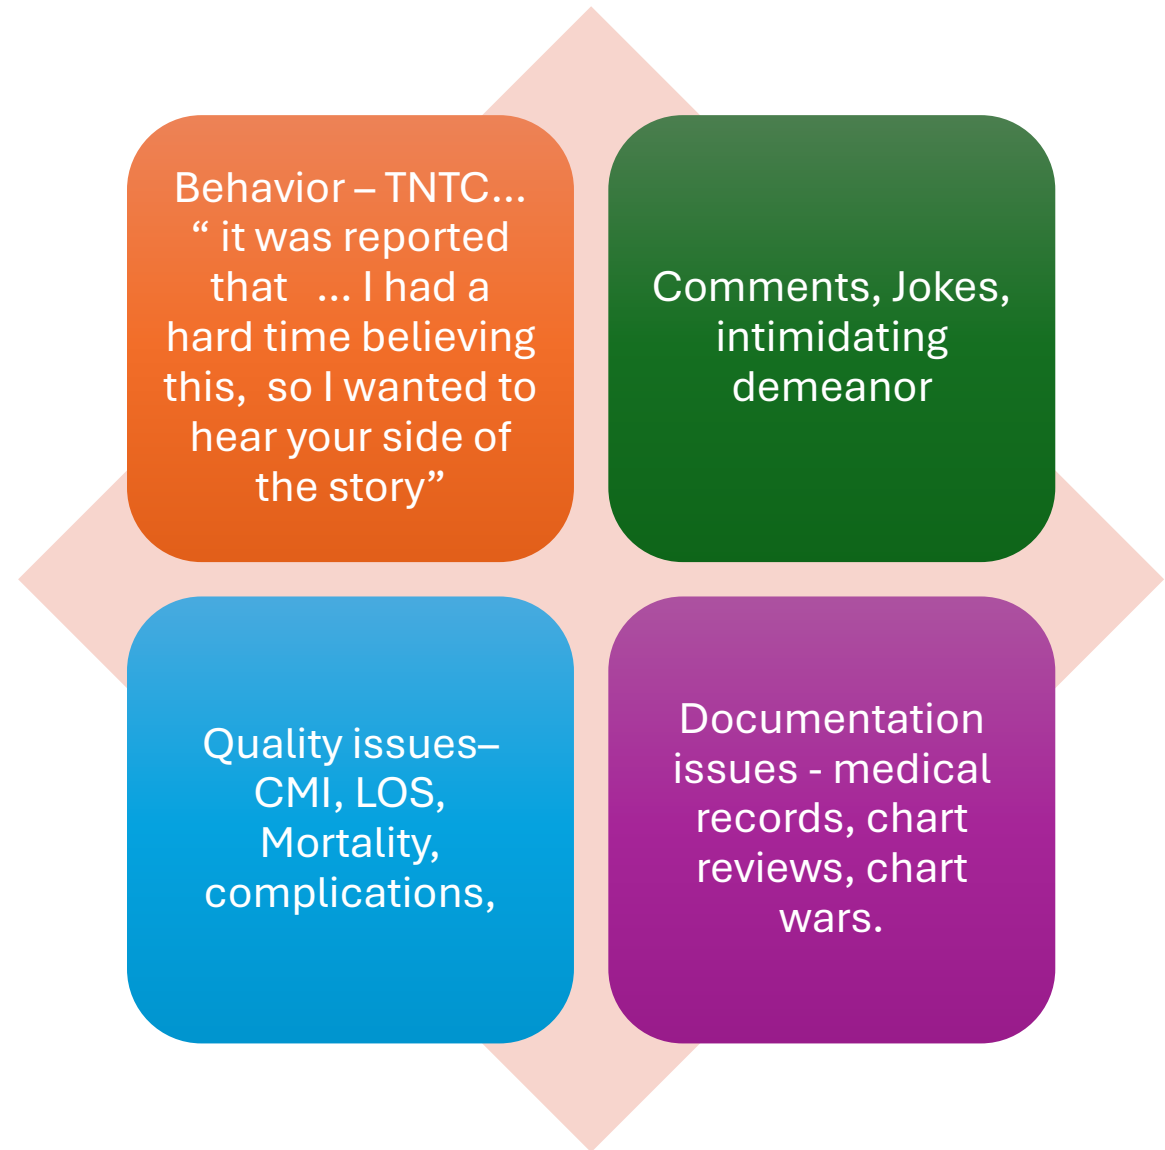 Behavior – TNTC...
“ it was reported
that ... I had a
hard time believing
this, so I wanted to
hear your side of
the story”
Comments, Jokes,
intimidating
demeanor
Quality issues–
CMI, LOS,
Mortality,
complications,
Documentation
issues - medical
records, chart
reviews, chart
wars.